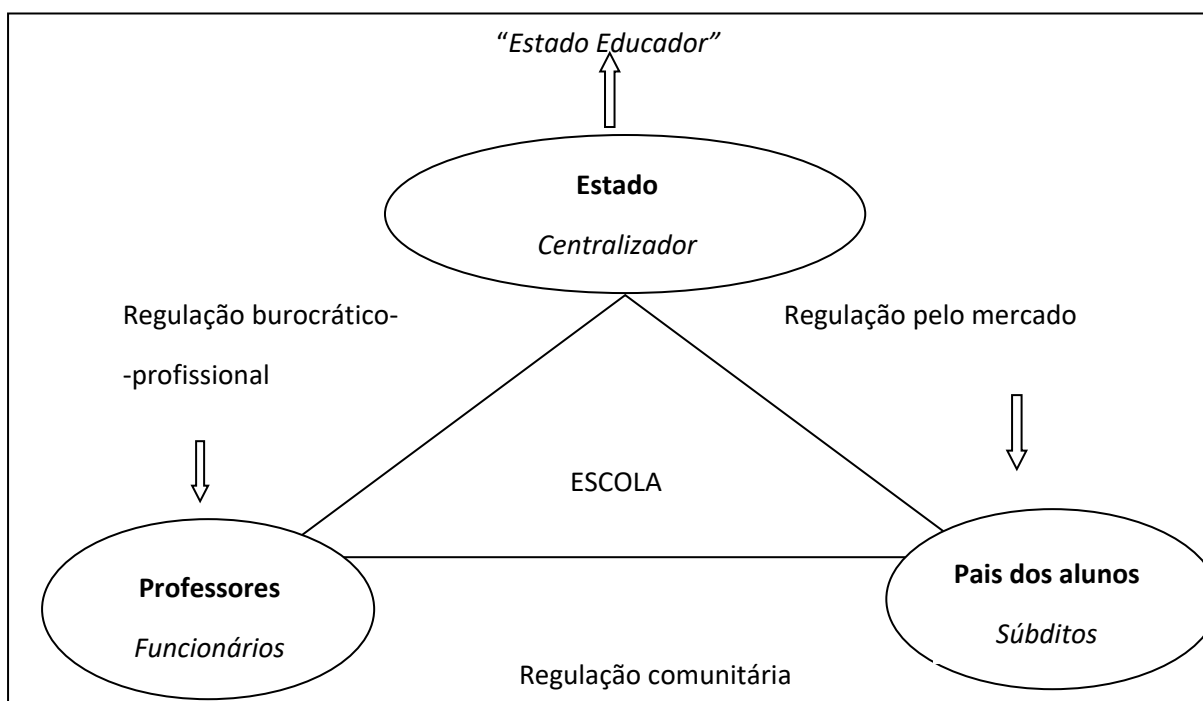 “Estado Educador”
Estado
Centralizador
Regulação burocrático-
-profissional
Regulação pelo mercado
ESCOLA
Professores
Funcionários
Pais dos alunos
Súbditos
Regulação comunitária